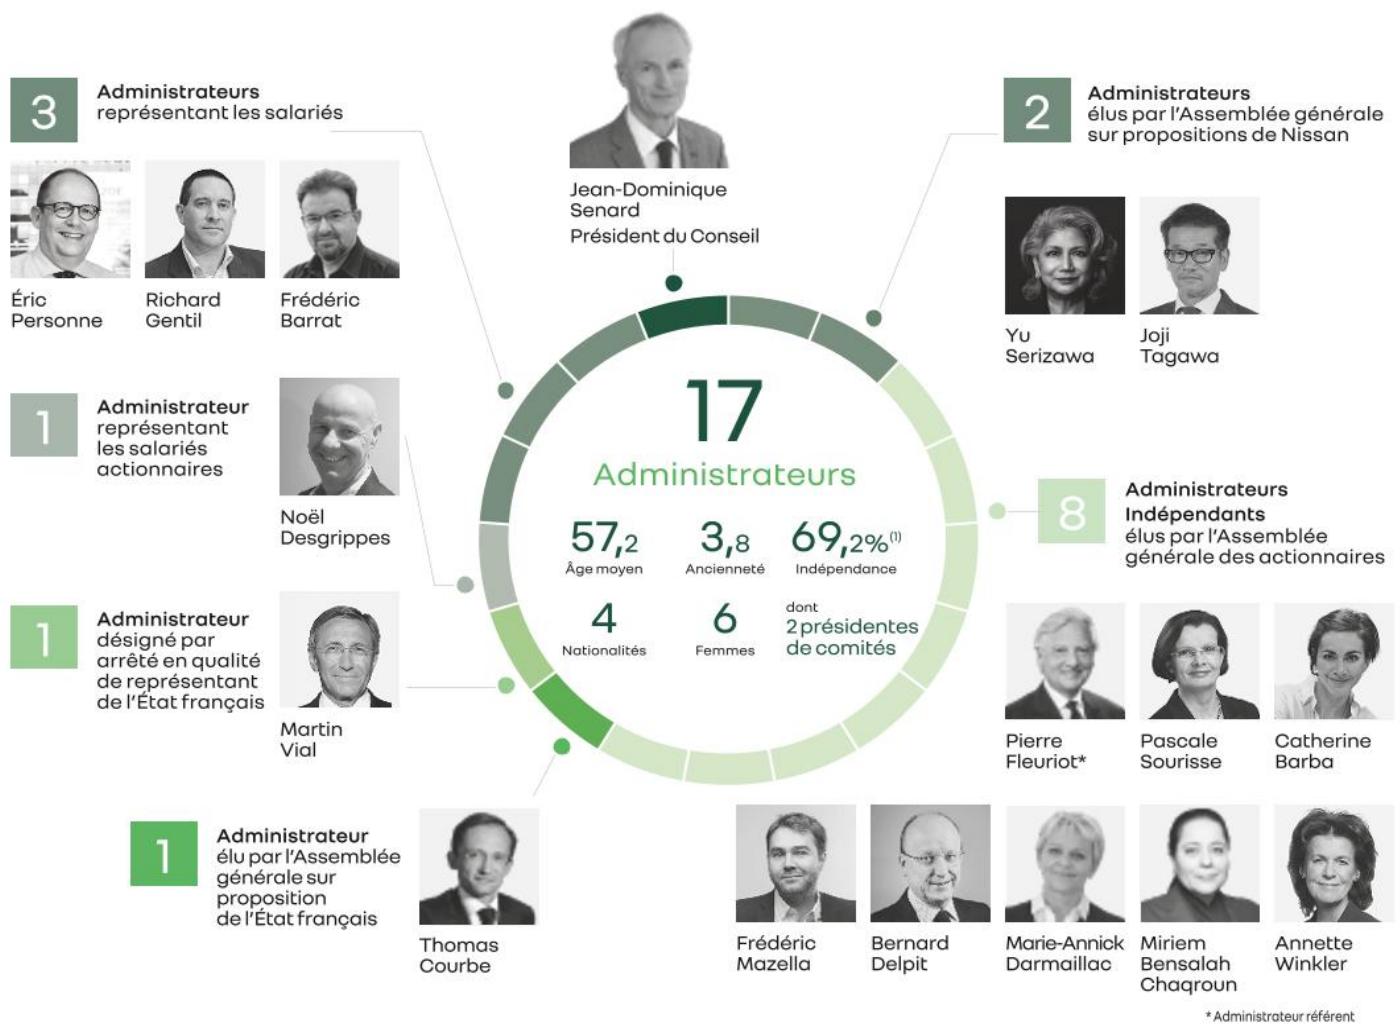 Jean-Dominique
Senard
Président du Conseil
3
Administrateurs
représentant les salariés
Éric
Personne
Richard
Gentil
Frédéric
Barrat
1
Administrateur
représentant
les salariés
actionnaires
Noël
Desgrippes
1
Administrateur
désigné par
arrêté en qualité
de représentant
de l'État français
Martin
Vial
1
Administrateur
élu par l'Assemblée
générale sur
proposition
de l'État français
Thomas
Courbe
17
Administrateurs
57,2
Âge moyen
3,8
Ancienneté
69,2%(1)
Indépendance
4
Nationalités
6
Femmes
dont
2 présidentes
de comités
2
Administrateurs
élus par l'Assemblée générale
sur propositions de Nissan
Yu
Serizawa
Joji
Tagawa
8
Administrateurs
Indépendants
élus par l'Assemblée
générale des actionnaires
Pierre
Fleuriot*
Pascale
Sourisse
Catherine
Barba
Frédéric
Mazella
Bernard
Delpit
Marie-Annick
Darmaillac
Miriem
Bensalah
Chaqroun
Annette
Winkler
* Administrateur référent